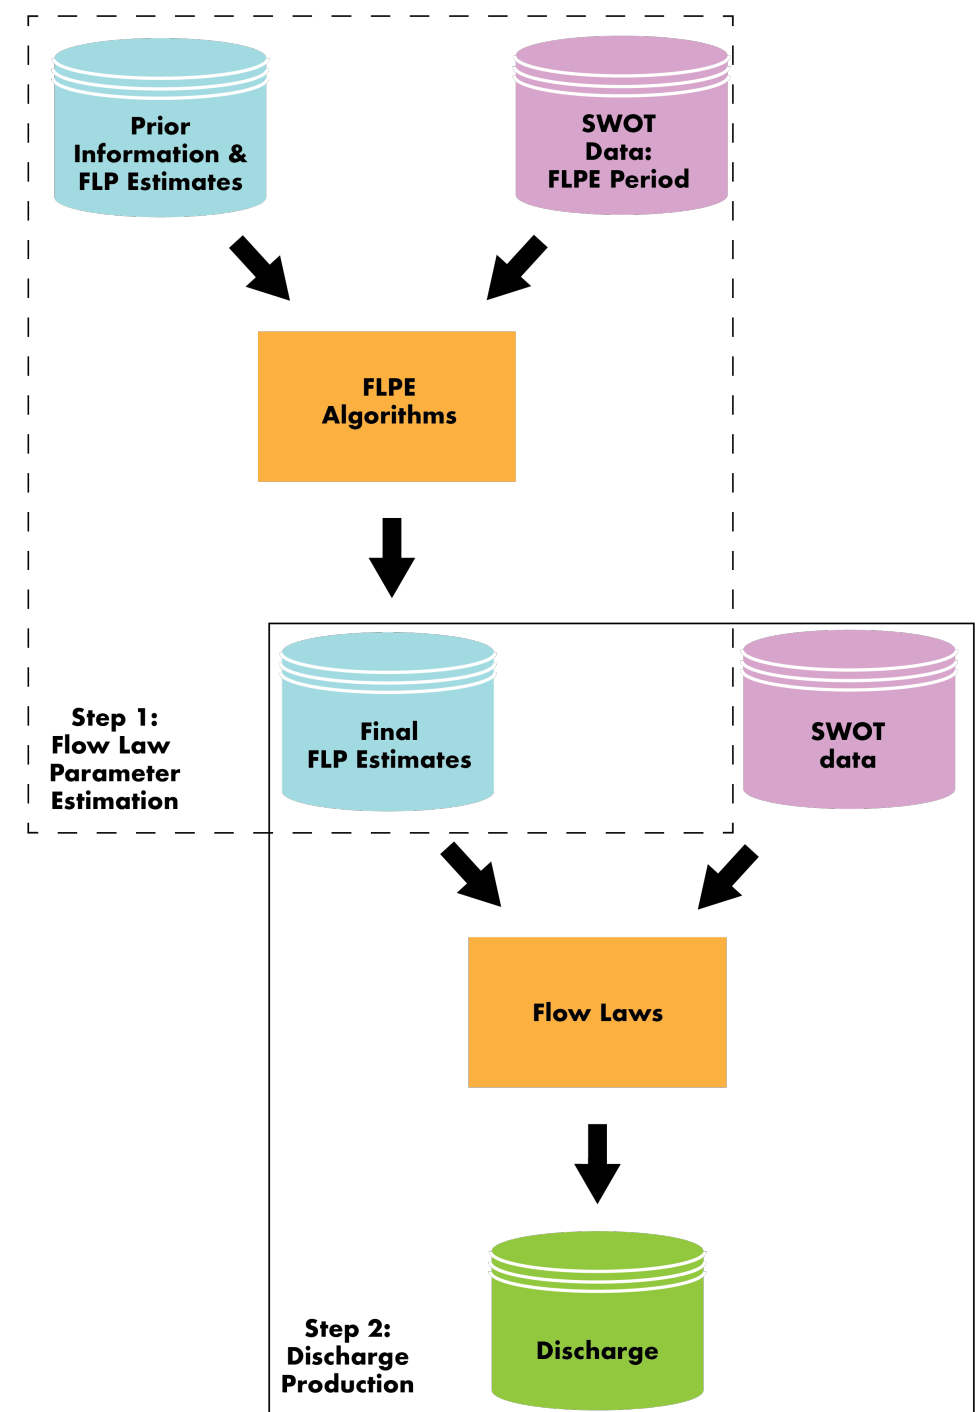 Prior
Information &
FLP Estimates
SWOT
Data:
FLPE Period
FLPE
Algorithms
Final
FLP Estimates
SWOT
data
Step 1:
Flow Law
Parameter
Estimation
Flow Laws
Discharge
Step 2:
Discharge
Production